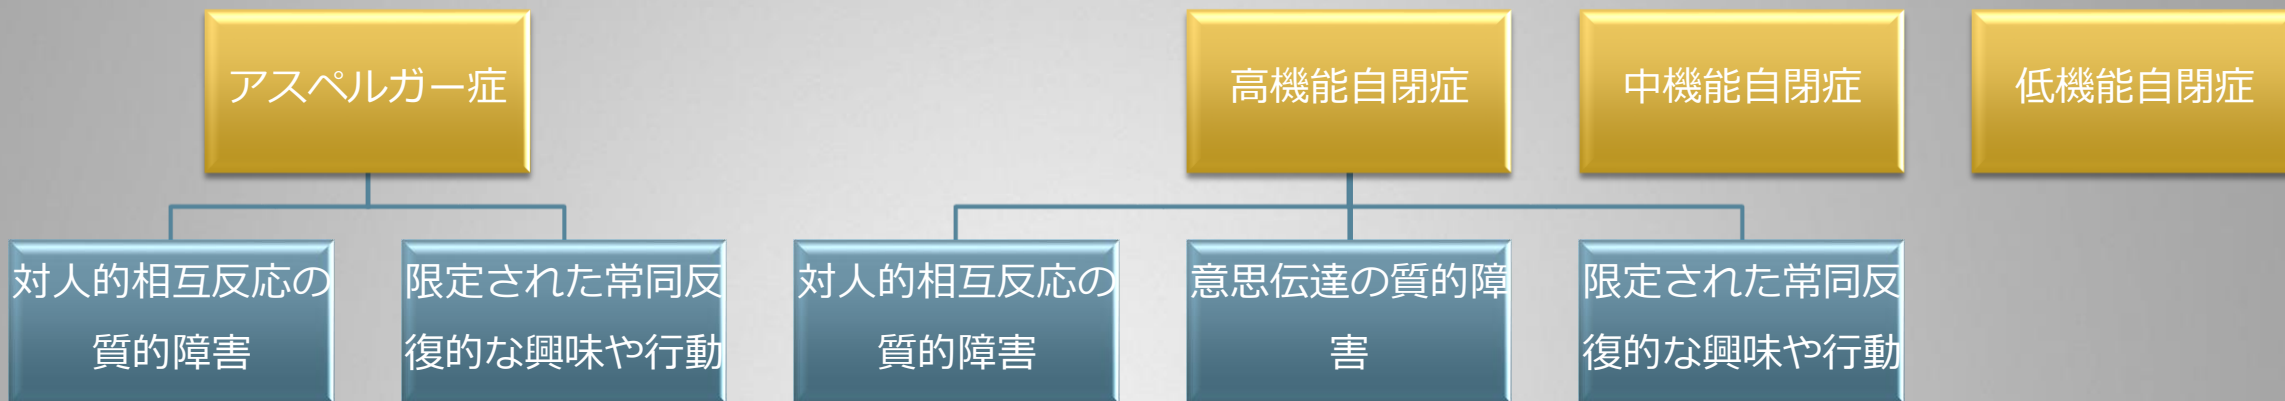 アスペルガー症
高機能自閉症
中機能自閉症
低機能自閉症
対人的相互反応の
質的障害
限定された常同反
復的な興味や行動
対人的相互反応の
質的障害
意思伝達の質的障
害
限定された常同反
復的な興味や行動